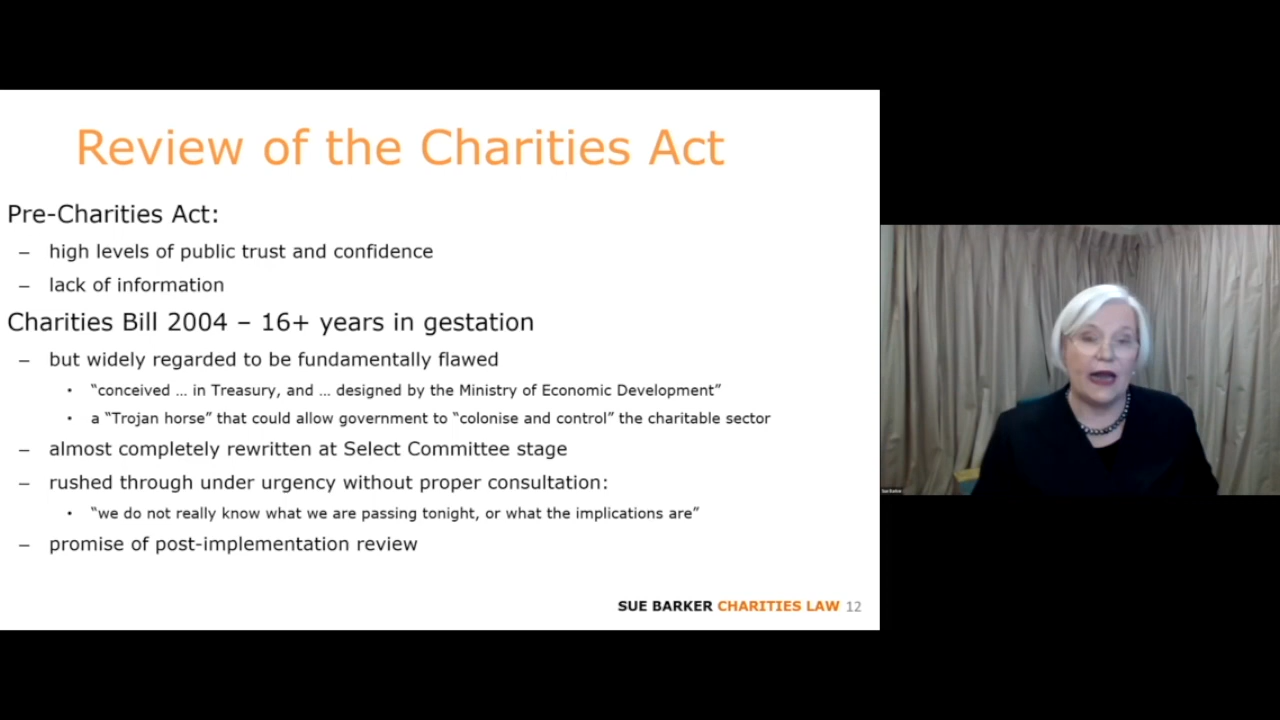 Review of the Charities Act
Pre-Charities Act:
– high levels of public trust and confidence
– lack of information
Charities Bill 2004 – 16+ years in gestation
– but widely regarded to be fundamentally flawed
• “conceived ... in Treasury, and ... designed by the Ministry of Economic Development”
• a “Trojan horse” that could allow government to “colonise and control” the charitable sector
– almost completely rewritten at Select Committee stage
– rushed through under urgency without proper consultation:
• “we do not really know what we are passing tonight, or what the implications are”
– promise of post-implementation review
SUE BARKER CHARITIES LAW 12
Sue Barker